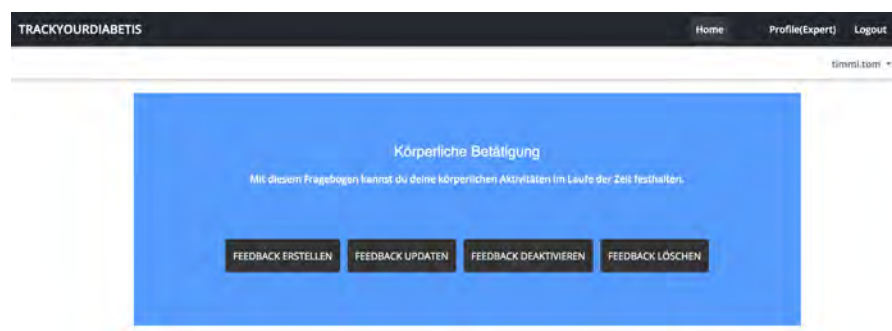 TRACKYOURDIABETIS Home Profile(Expert) Logout
timmi.tom
Körperliche Betätigung
Mit diesem Fragebogen kannst du deine körperlichen Aktivitäten im Laufe der Zeit festhalten.
FEEDBACK ERSTELLEN FEEDBACK UPDATEN FEEDBACK DEAKTIVIEREN FEEDBACK LÖSCHEN